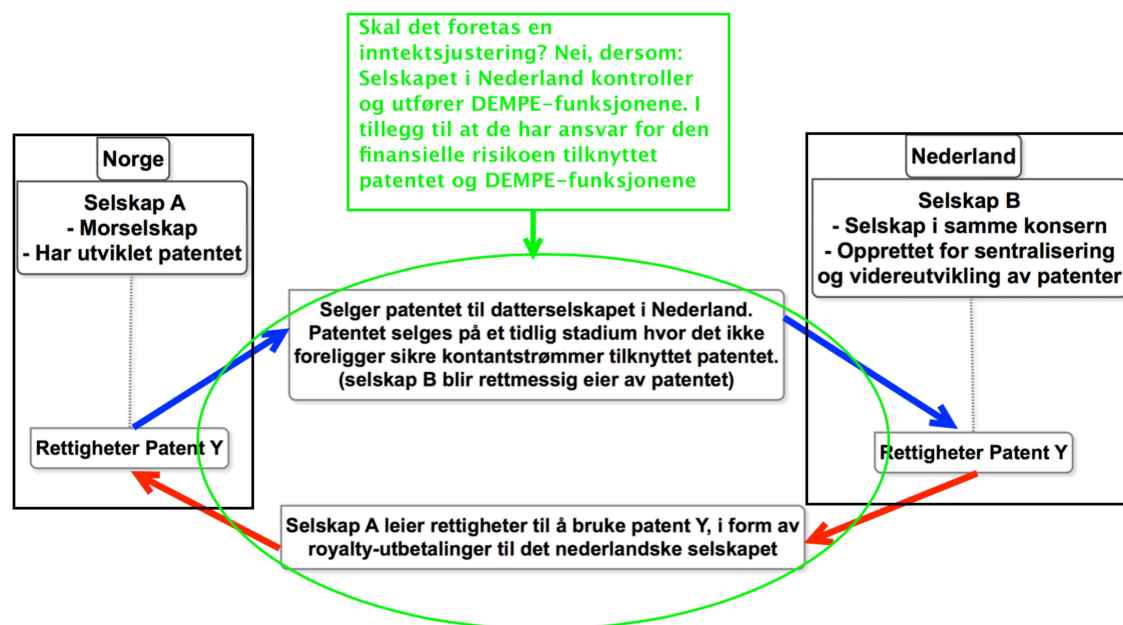 Skal det foretas en
inntektsjustering? Nei, dersom:
Selskapet i Nederland kontroller
og utfører DEMPE-funksjonene. I
tillegg til at de har ansvar for den
finansielle risikoen tilknyttet
patentet og DEMPE-funksjonene
Norge
Selskap A
- Morselskap
- Har utviklet patentet
Nederland
Selskap B
- Selskap i samme konsern
- Opprettet for sentralisering
og videreutvikling av patenter
Selger patentet til datterselskapet i Nederland.
Patentet selges på et tidlig stadium hvor det ikke
foreligger sikre kontantstrømmer tilknyttet patentet.
(selskap B blir rettmessig eier av patentet)
Rettigheter Patent Y
Rettigheter Patent Y
Selskap A leier rettigheter til å bruke patent Y, i form av
royalty-utbetalinger til det nederlandske selskapet